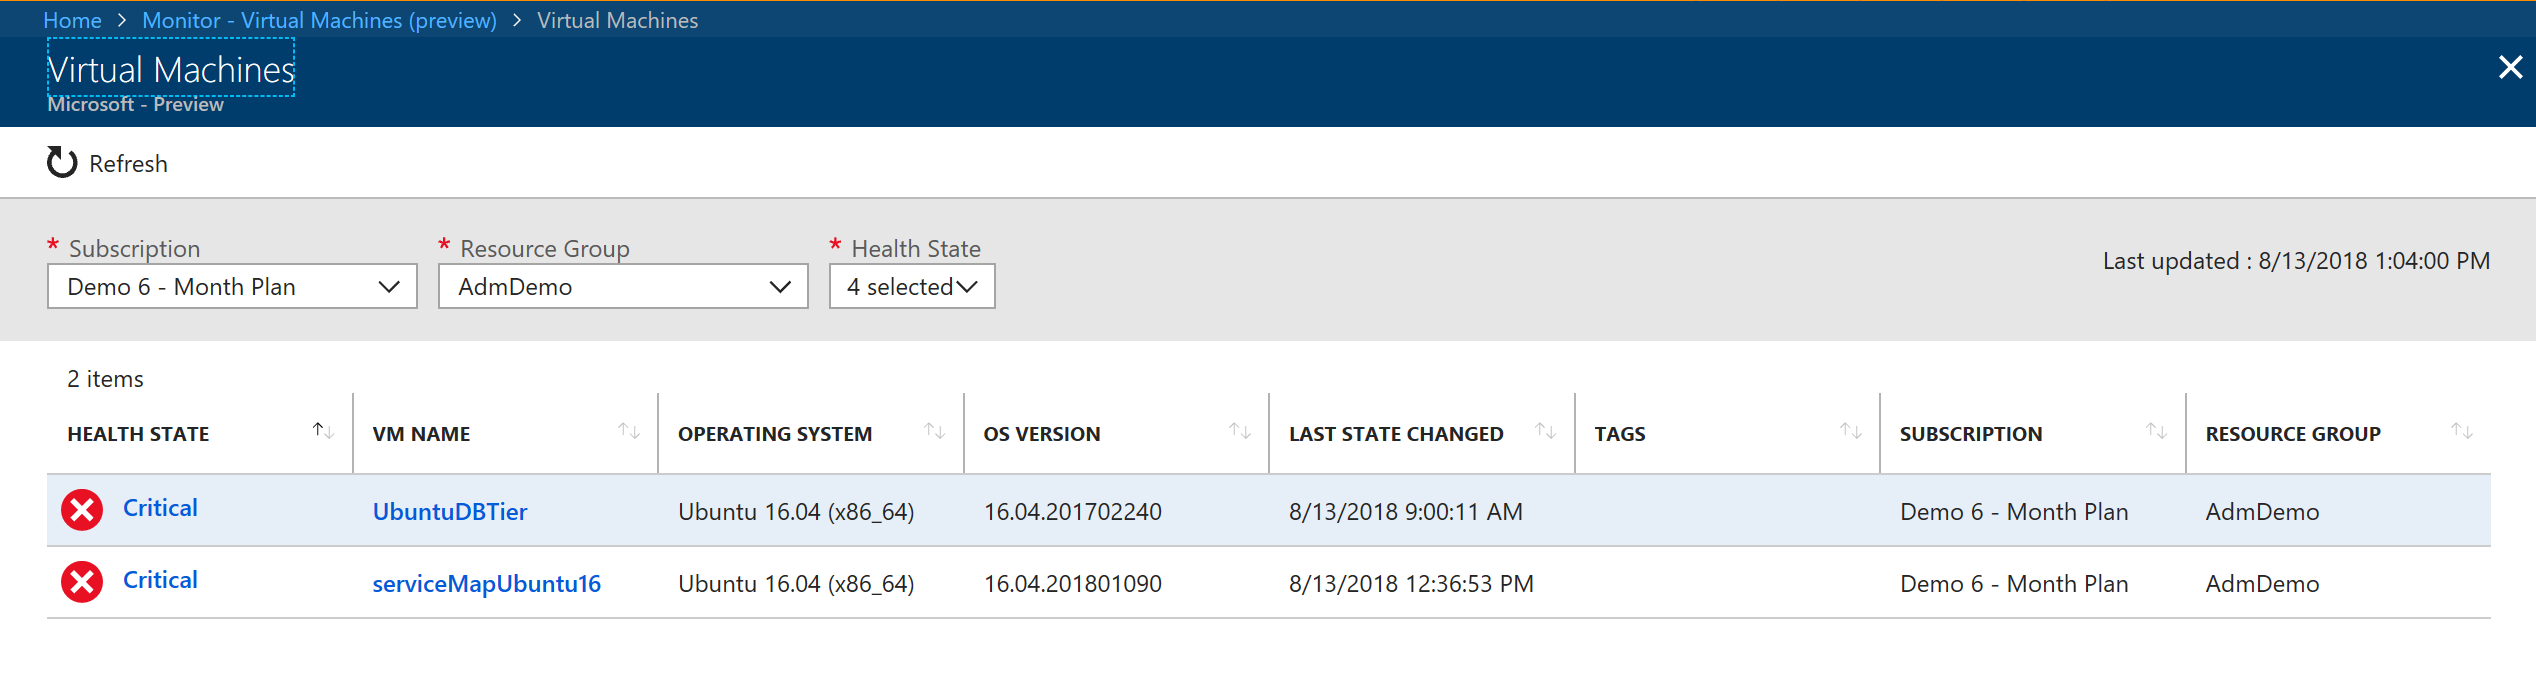 Home > Monitor - Virtual Machines (preview) > Virtual Machines
Virtual Machines
Microsoft - Preview
Refresh
* Subscription * Resource Group * Health State
Demo 6 - Month Plan AdmDemo 4 selected
Last updated : 8/13/2018 1:04:00 PM
2 items
HEALTH STATE VM NAME OPERATING SYSTEM OS VERSION LAST STATE CHANGED TAGS SUBSCRIPTION RESOURCE GROUP
Critical UbuntuDBTier Ubuntu 16.04 (x86_64) 16.04.201702240 8/13/2018 9:00:11 AM Demo 6 - Month Plan AdmDemo
Critical serviceMapUbuntu16 Ubuntu 16.04 (x86_64) 16.04.201801090 8/13/2018 12:36:53 PM Demo 6 - Month Plan AdmDemo